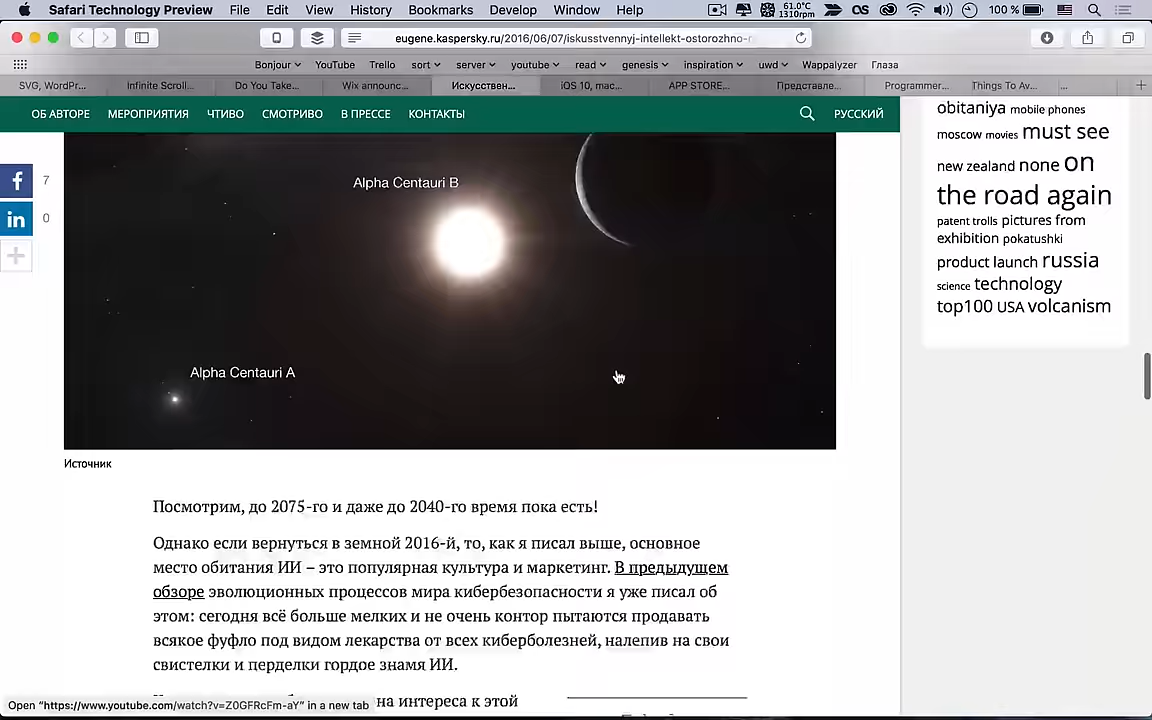 Safari Technology Preview File Edit View History Bookmarks Develop Window Help 61.0°C 1310rpm OS 100 %
eugene.kaspersky.ru/2016/06/07/iskusstvennyj-intellekt-ostorozhno-
Bonjour YouTube Trello sort server youtube read genesis inspiration uwd Wappalyzer Глаза
SVG, WordPr... Infinite Scroll... Do You Take... Wix announc... Искусствен... iOS 10, mac... APP STORE,... Представле... Programmer... Things To Av... ...
ОБ АВТОРЕ МЕРОПРИЯТИЯ ЧТИВО СМОТРИВО В ПРЕССЕ КОНТАКТЫ РУССКИЙ
7
0
Alpha Centauri B
Alpha Centauri A
Источник
Посмотрим, до 2075-го и даже до 2040-го время пока есть!
Однако если вернуться в земной 2016-й, то, как я писал выше, основное
место обитания ИИ – это популярная культура и маркетинг. В предыдущем
обзоре эволюционных процессов мира кибербезопасности я уже писал об
этом: сегодня всё больше мелких и не очень контор пытаются продавать
всякое фуфло под видом лекарства от всех киберболезней, налепив на свои
свистелки и перделки гордое знамя ИИ.
на интереса к этой
obitaniya mobile phones
moscow movies must see
new zealand none on
the road again
patent trolls pictures from
exhibition pokatushki
product launch russia
science technology
top100 USA volcanism
Open "https://www.youtube.com/watch?v=Z0GFRcFm-aY" in a new tab